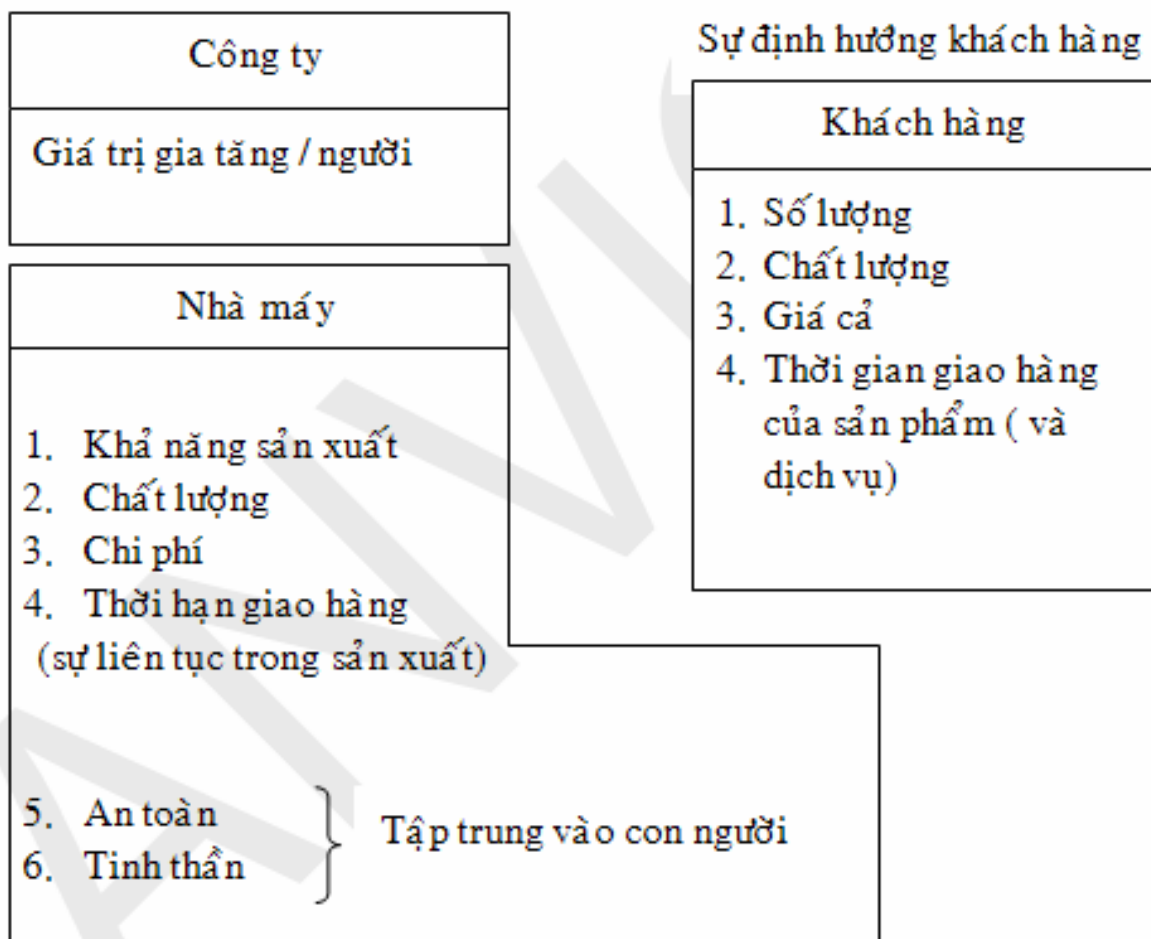 Công ty
Giá trị gia tăng / người
Nhà máy
1. Khả năng sản xuất
2. Chất lượng
3. Chi phí
4. Thời hạn giao hàng
(sự liên tục trong sản xuất)
5. An toàn
6. Tinh thần
Tập trung vào con người
Sự định hướng khách hàng
Khách hàng
1. Số lượng
2. Chất lượng
3. Giá cả
4. Thời gian giao hàng
của sản phẩm ( và
dịch vụ)